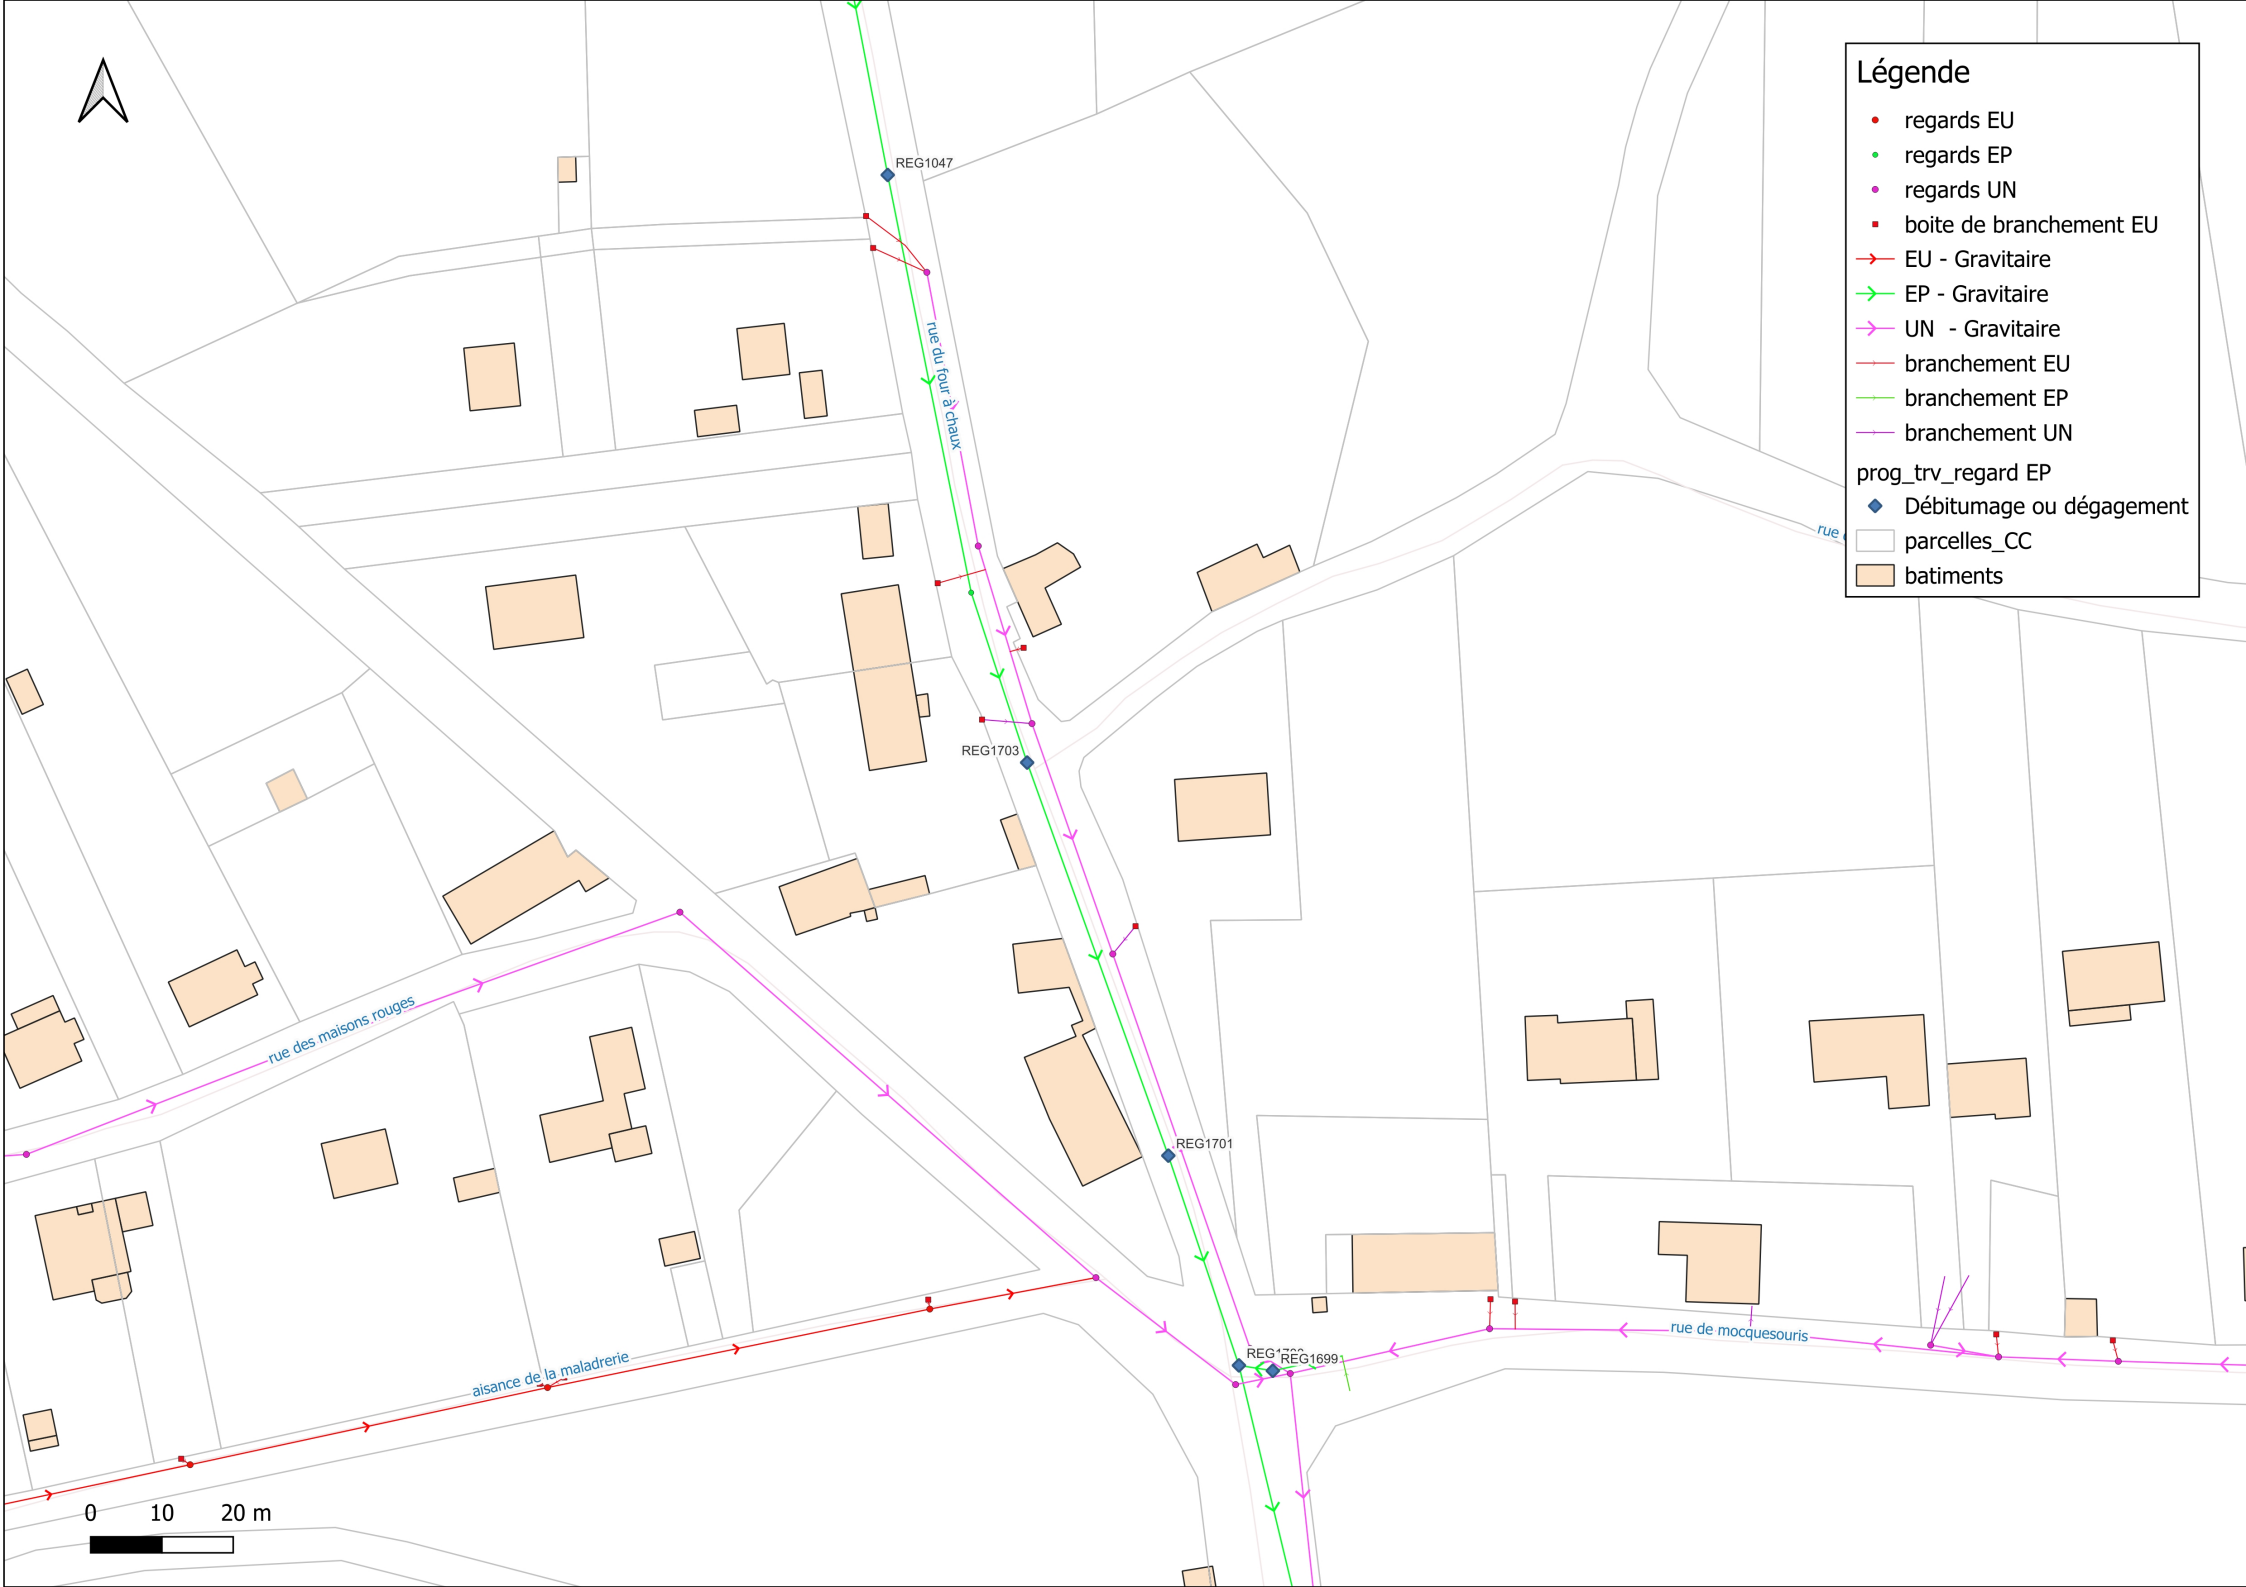 REG1047
rue du four à chaux
REG1703
rue des maisons rouges
REG1701
REG1699
rue de mocquesouris
aisance de la maladrerie
rue
0 10 20 m
Légende
regards EU
regards EP
regards UN
boite de branchement EU
EU - Gravitaire
EP - Gravitaire
UN  - Gravitaire
branchement EU
branchement EP
branchement UN
prog_trv_regard EP
Débitumage ou dégagement
parcelles_CC
batiments